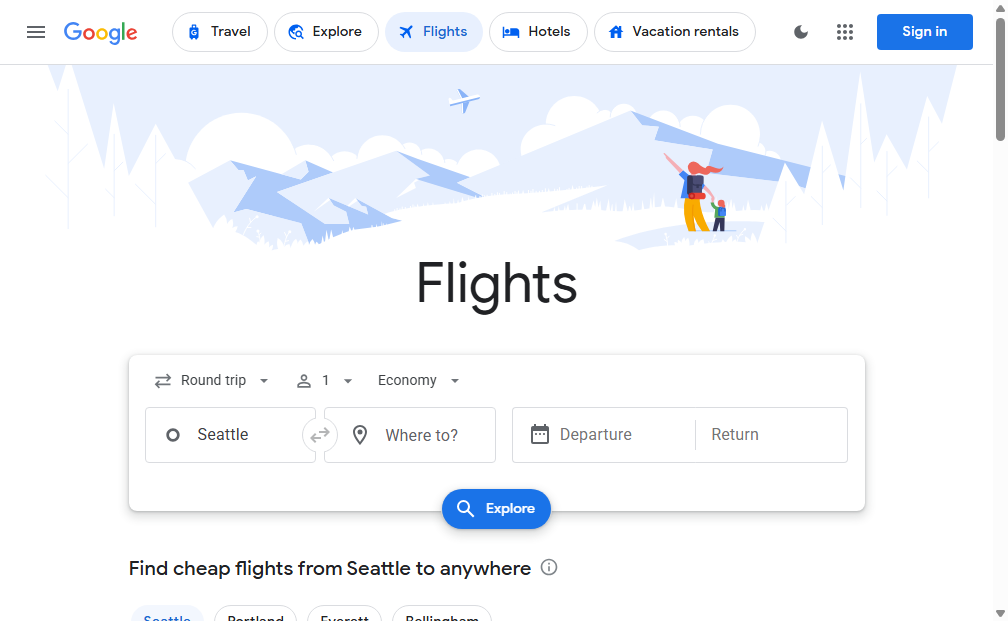 Google
Travel
Explore
Flights
Hotels
Vacation rentals
Sign in
Flights
Round trip
1
Economy
Seattle
Where to?
Departure
Return
Explore
Find cheap flights from Seattle to anywhere
Seattle
Portland
Everett
Bellingham